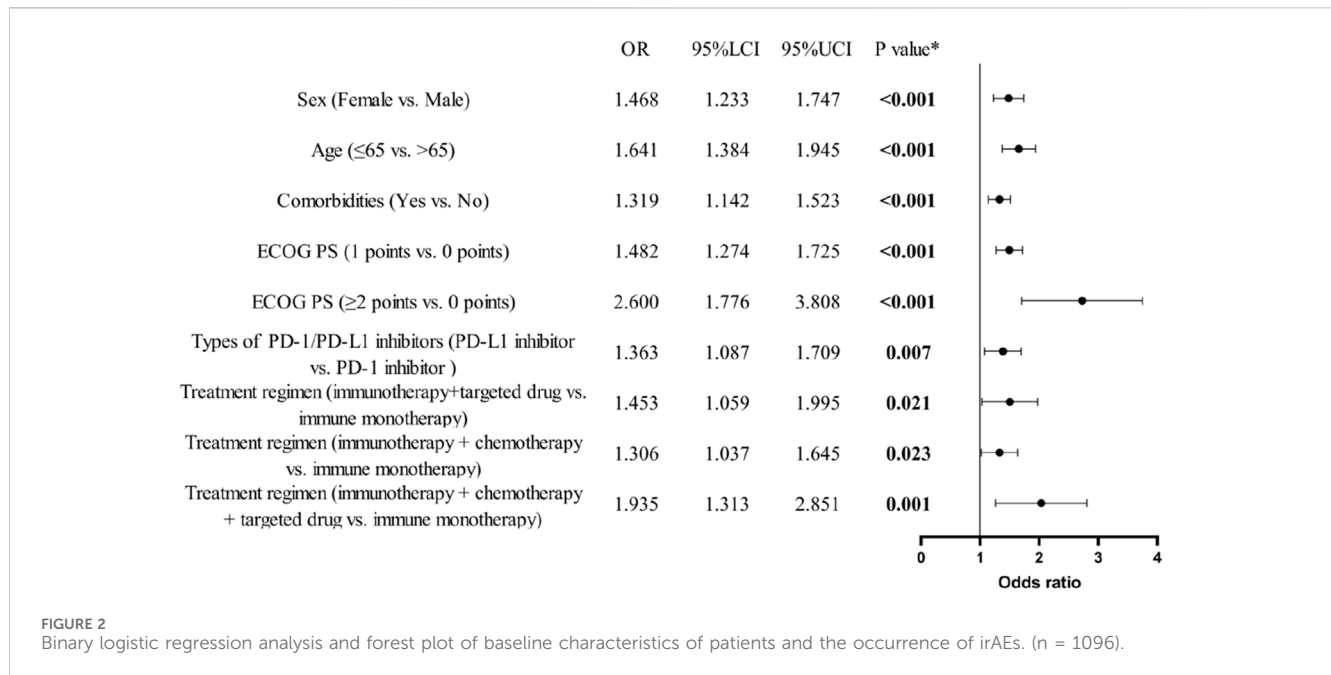 OR 95%LCI 95%UCI P value*
Sex (Female vs. Male) 1.468 1.233 1.747 <0.001
Age (≤65 vs. >65) 1.641 1.384 1.945 <0.001
Comorbidities (Yes vs. No) 1.319 1.142 1.523 <0.001
ECOG PS (1 points vs. 0 points) 1.482 1.274 1.725 <0.001
ECOG PS (≥2 points vs. 0 points) 2.600 1.776 3.808 <0.001
Types of PD-1/PD-L1 inhibitors (PD-L1 inhibitor
vs. PD-1 inhibitor ) 1.363 1.087 1.709 0.007
Treatment regimen (immunotherapy+targeted drug vs.
immune monotherapy) 1.453 1.059 1.995 0.021
Treatment regimen (immunotherapy + chemotherapy
vs. immune monotherapy) 1.306 1.037 1.645 0.023
Treatment regimen (immunotherapy + chemotherapy
+ targeted drug vs. immune monotherapy) 1.935 1.313 2.851 0.001
0 1 2 3 4
Odds ratio
FIGURE 2
Binary logistic regression analysis and forest plot of baseline characteristics of patients and the occurrence of irAEs. (n = 1096).